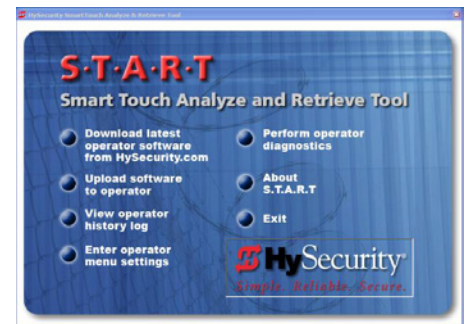 HySecurity Smart Touch Analyze & Retrieve Tool
S·T·A·R·T
Smart Touch Analyze and Retrieve Tool
Download latest
operator software
from HySecurity.com
Upload software
to operator
View operator
history log
Enter operator
menu settings
Perform operator
diagnostics
About
S.T.A.R.T
Exit
HySecurity
Simple. Reliable. Secure.